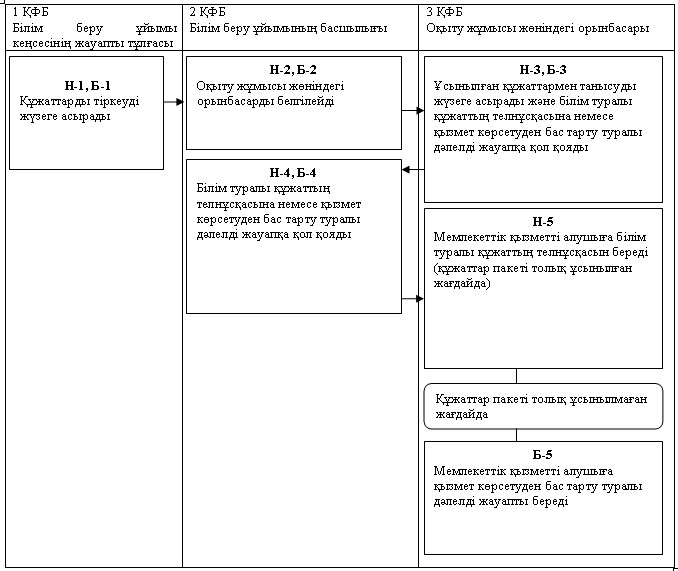 1 ҚФБ
Білім беру ұйымы
кеңсесінің жауапты тұлғасы
2 ҚФБ
Білім беру ұйымының басшылығы
3 ҚФБ
Оқыту жұмысы жөніндегі орынбасары
Н-1, Б-1
Құжаттарды тіркеуді
жүзеге асырады
Н-2, Б-2
Оқыту жұмысы жөніндегі
орынбасарды белгілейді
Н-3, Б-3
Ұсынылған құжаттармен танысуды
жүзеге асырады және білім туралы
құжаттың телнұсқасына немесе
қызмет көрсетуден бас тарту туралы
дәлелді жауапқа қол қояды
Н-4, Б-4
Білім туралы құжаттың
телнұсқасына немесе қызмет
көрсетуден бас тарту туралы
дәлелді жауапқа қол қояды
Н-5
Мемлекеттік қызметті алушыға білім
туралы құжаттың телнұсқасын береді
(құжаттар пакеті толық ұсынылған
жағдайда)
Құжаттар пакеті толық ұсынылмаған
жағдайда
Б-5
Мемлекеттік қызметті алушыға
қызмет көрсетуден бас тарту туралы
дәлелді жауапты береді